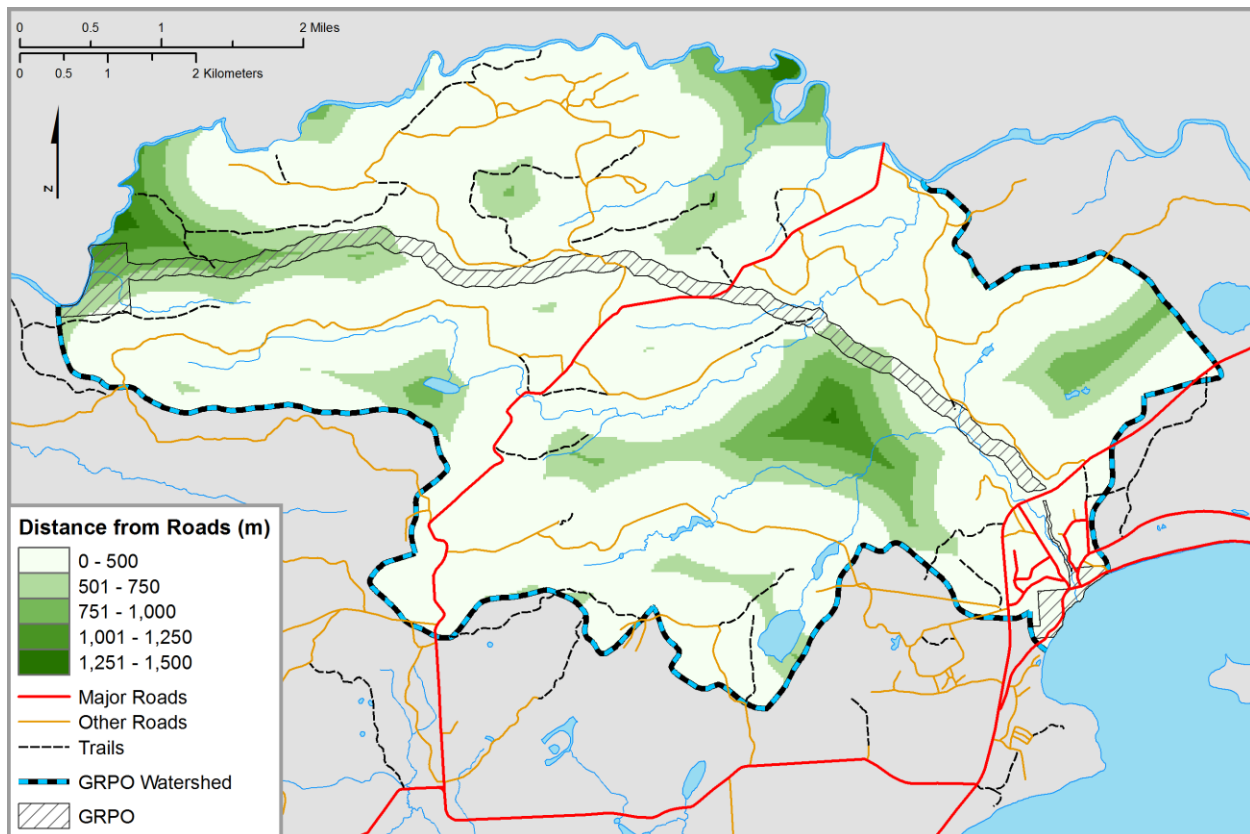 0 0.5 1 2 Miles
0 0.5 1 2 Kilometers
N
Distance from Roads (m)
0 - 500
501 - 750
751 - 1,000
1,001 - 1,250
1,251 - 1,500
Major Roads
Other Roads
Trails
GRPO Watershed
GRPO